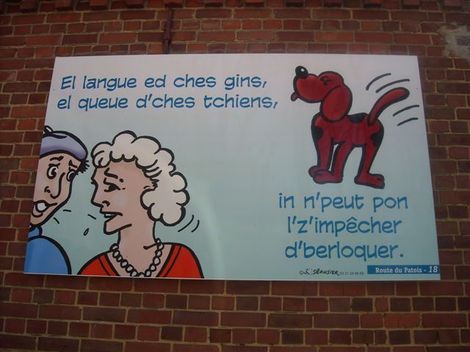 El langue ed ches gins,
el queue d'ches tchiens,
in n'peut pon
l'z'impêcher
d'berloquer.
Route du Patois - 18